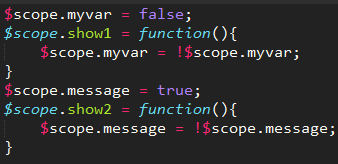 $scope.myvar = false;
$scope.show1 = function(){
    $scope.myvar = !$scope.myvar;
}
$scope.message = true;
$scope.show2 = function(){
    $scope.message = !$scope.message;
}